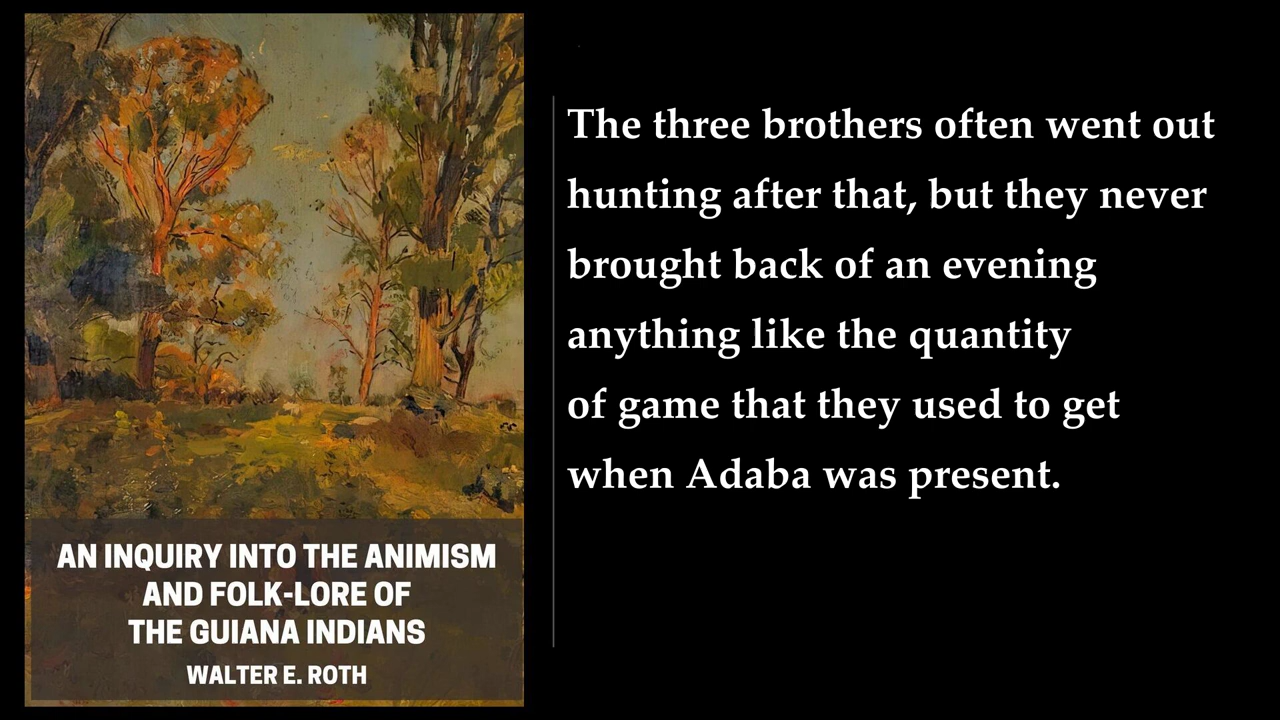 The three brothers often went out
hunting after that, but they never
brought back of an evening
anything like the quantity
of game that they used to get
when Adaba was present.
AN INQUIRY INTO THE ANIMISM
AND FOLK-LORE OF
THE GUIANA INDIANS
WALTER E. ROTH